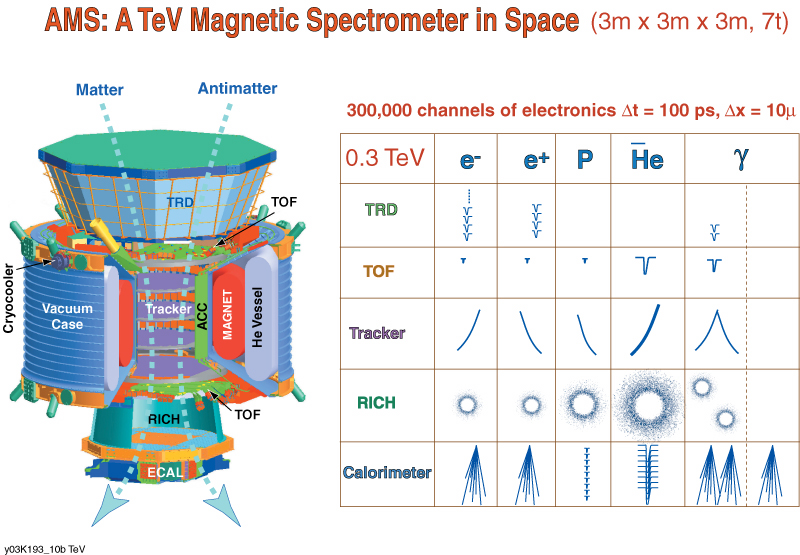 AMS: A TeV Magnetic Spectrometer in Space (3m x 3m x 3m, 7t)
Matter
Antimatter
TRD
TOF
Cryocooler
Vacuum
Case
Tracker
ACC
MAGNET
He Vessel
TOF
RICH
ECAL
y03K193_10b TeV
300,000 channels of electronics Δt = 100 ps, Δx = 10μ
0.3 TeV e⁻ e⁺ P H̅e γ
TRD
TOF
Tracker
RICH
Calorimeter